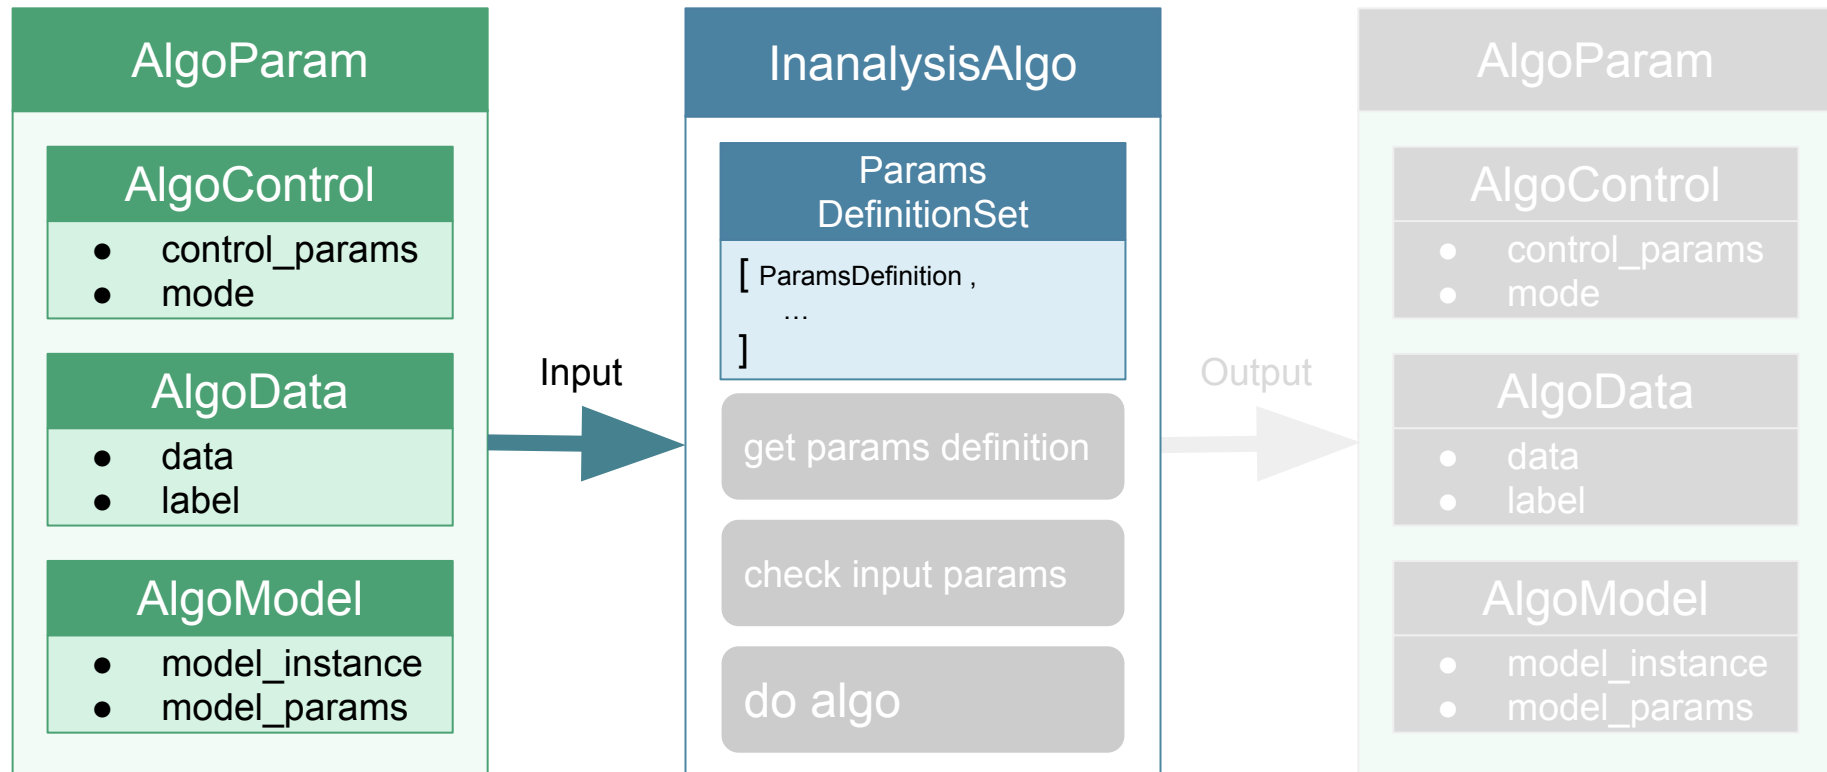 AlgoParam
AlgoControl
● control_params
● mode
AlgoData
● data
● label
AlgoModel
● model_instance
● model_params
Input
InanalysisAlgo
Params
DefinitionSet
[ ParamsDefinition ,
...
]
get params definition
check input params
do algo
Output
AlgoParam
AlgoControl
● control_params
● mode
AlgoData
● data
● label
AlgoModel
● model_instance
● model_params